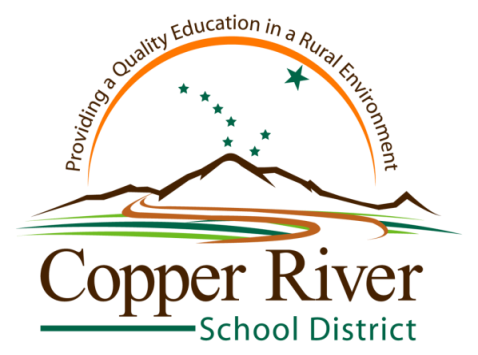 Providing a Quality Education in a Rural Environment
Copper River
School District